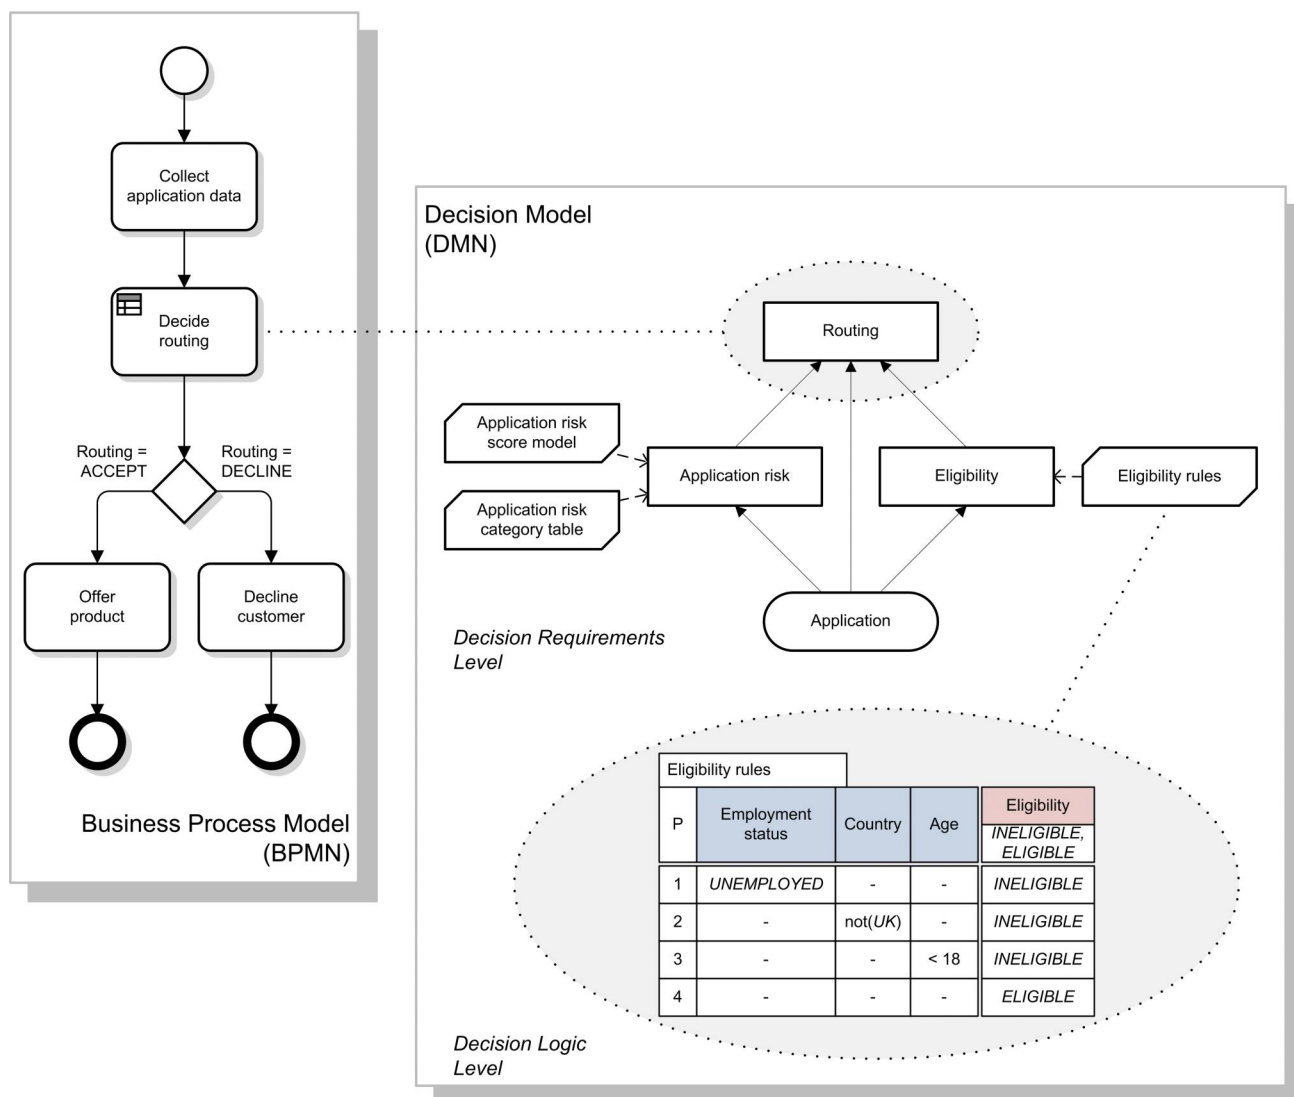 Collect
application data
Decide
routing
Routing =
ACCEPT
Routing =
DECLINE
Offer
product
Decline
customer
Business Process Model
(BPMN)
Decision Model
(DMN)
Routing
Application risk
score model
Application risk
category table
Application risk
Eligibility
Eligibility rules
Application
Decision Requirements
Level
Eligibility rules
P
Employment
status
Country
Age
Eligibility
INELIGIBLE,
ELIGIBLE
1 UNEMPLOYED - - INELIGIBLE
2 - not(UK) - INELIGIBLE
3 - - < 18 INELIGIBLE
4 - - - ELIGIBLE
Decision Logic
Level